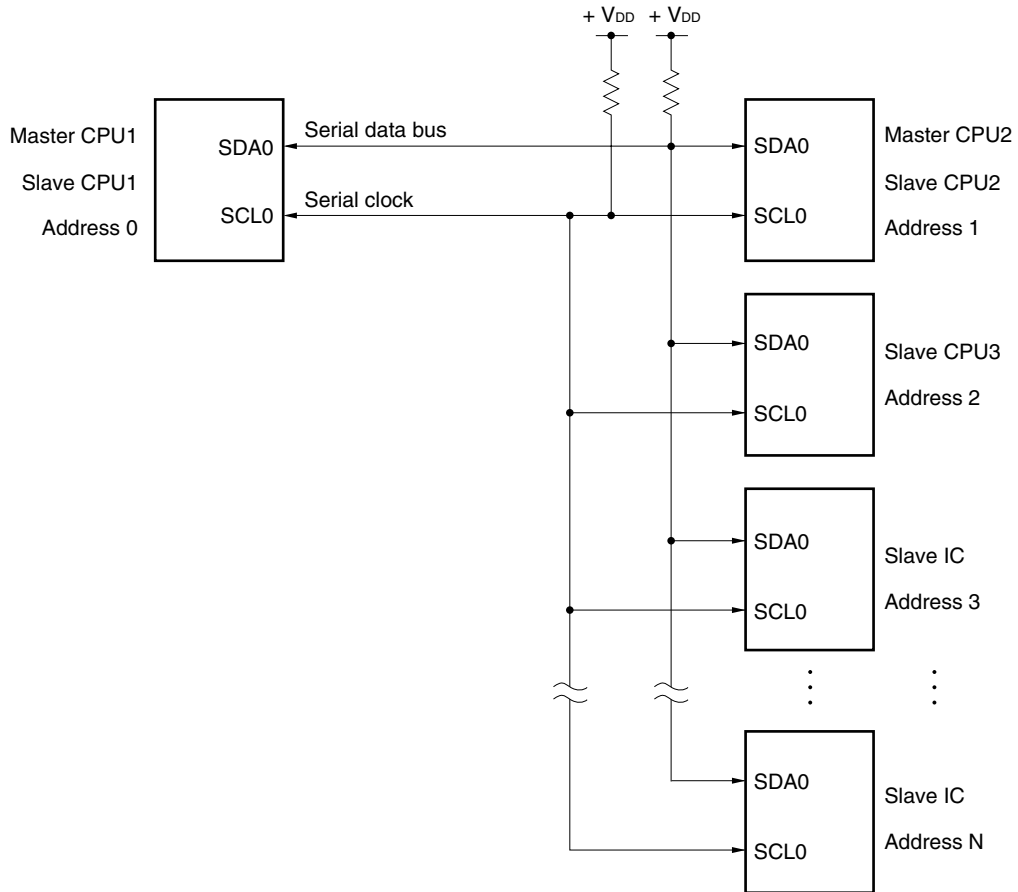 + VDD
+ VDD
Master CPU1
Slave CPU1
Address 0
SDA0
SCL0
Serial data bus
Serial clock
SDA0
SCL0
Master CPU2
Slave CPU2
Address 1
SDA0
SCL0
Slave CPU3
Address 2
SDA0
SCL0
Slave IC
Address 3
SDA0
SCL0
Slave IC
Address N